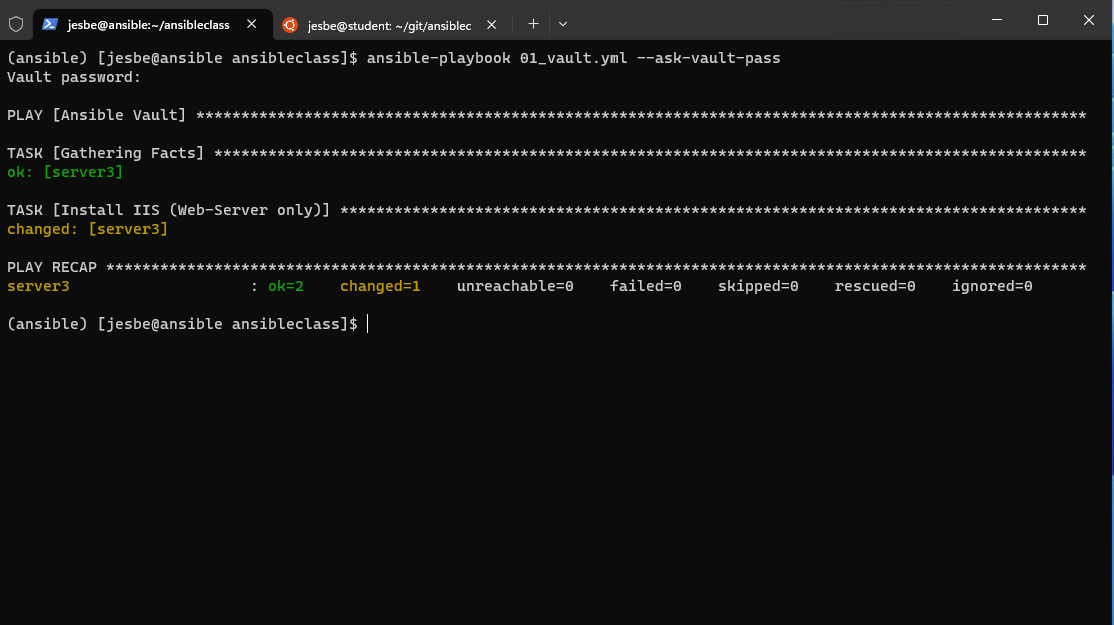 jesbe@ansible:~/ansibleclass
jesbe@student: ~/git/ansiblec
(ansible) [jesbe@ansible ansibleclass]$ ansible-playbook 01_vault.yml --ask-vault-pass
Vault password:
PLAY [Ansible Vault] ***************************************************************************************************
TASK [Gathering Facts] *************************************************************************************************
ok: [server3]
TASK [Install IIS (Web-Server only)] ***********************************************************************************
changed: [server3]
PLAY RECAP *************************************************************************************************************
server3                    : ok=2    changed=1    unreachable=0    failed=0    skipped=0    rescued=0    ignored=0
(ansible) [jesbe@ansible ansibleclass]$